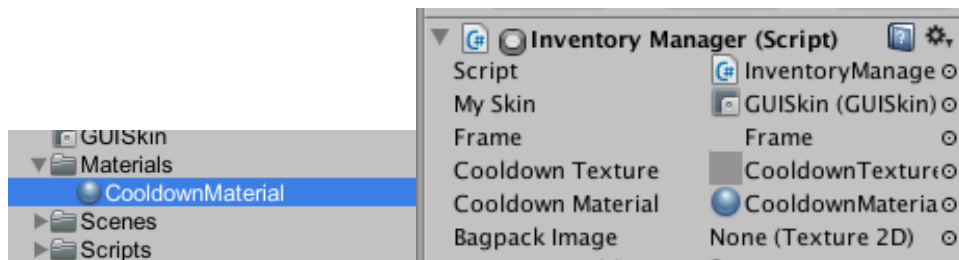 GUISkin
Materials
CooldownMaterial
Scenes
Scripts
Inventory Manager (Script)
Script InventoryManage
My Skin GUISkin (GUISkin)
Frame Frame
Cooldown Texture CooldownTexture
Cooldown Material CooldownMateria
Bagpack Image None (Texture 2D)